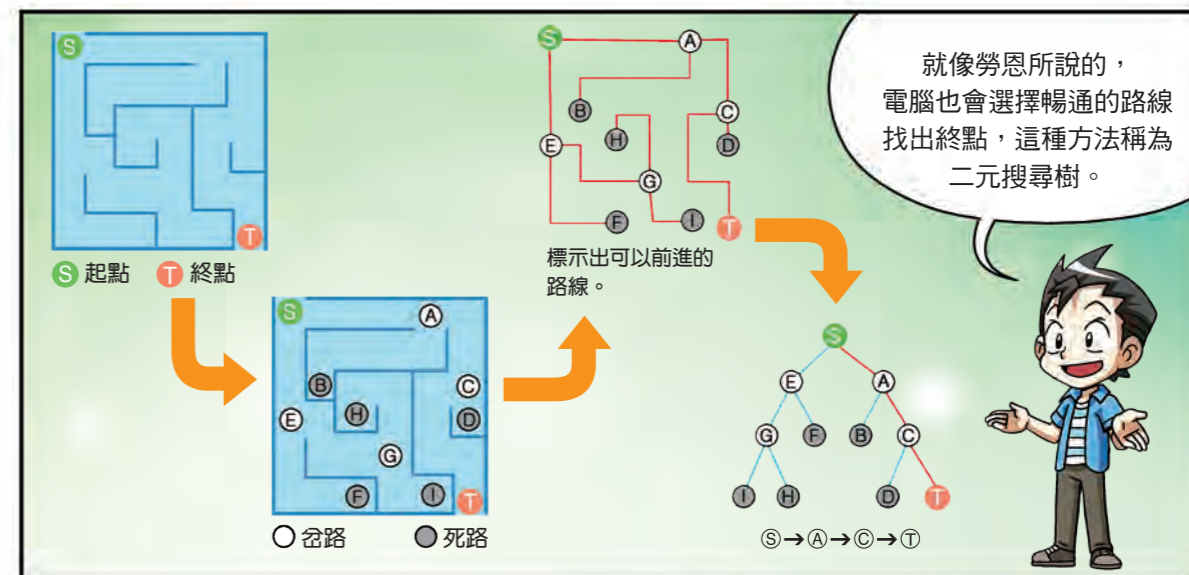 S
T
S 起點 T 終點
S
A
B
C
H
D
E
G
F
I
T
○ 岔路 ● 死路
S
A
B
C
H
D
E
G
F
I
T
標示出可以前進的
路線。
就像勞恩所說的，
電腦也會選擇暢通的路線
找出終點，這種方法稱為
二元搜尋樹。
S
E
A
G
F
B
C
I
H
D
T
Ⓢ→Ⓐ→Ⓒ→Ⓣ